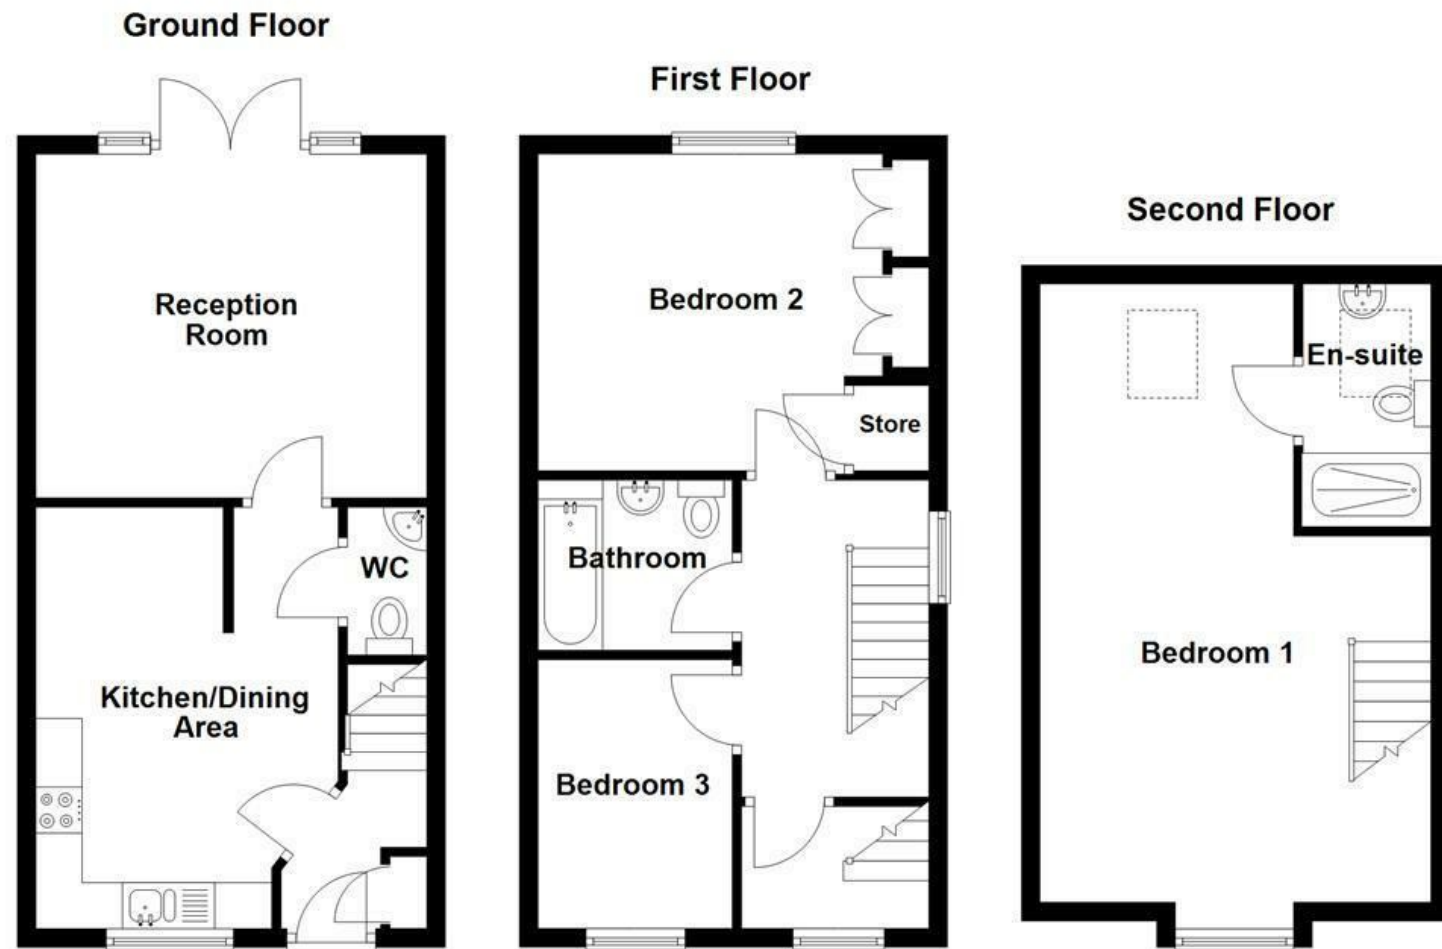 Ground Floor
Reception
Room
WC
Kitchen/Dining
Area
First Floor
Bedroom 2
Store
Bathroom
Bedroom 3
Second Floor
En-suite
Bedroom 1